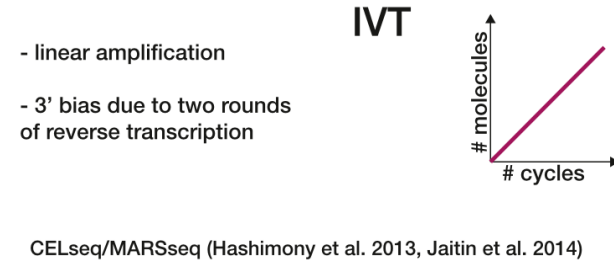 IVT
- linear amplification
- 3' bias due to two rounds
of reverse transcription
# molecules
# cycles
CELseq/MARSseq (Hashimony et al. 2013, Jaitin et al. 2014)